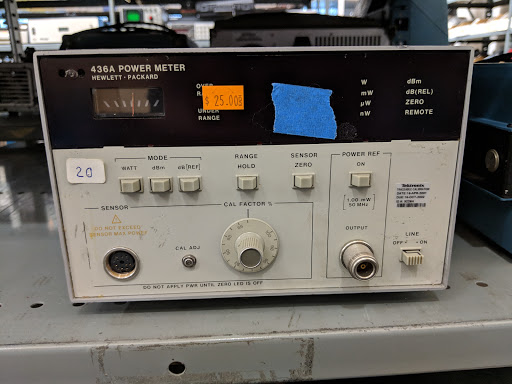 436A POWER METER
HEWLETT · PACKARD
OVER
$ 25.00
UNDER
RANGE
W
mW
µW
nW
dBm
dB(REL)
ZERO
REMOTE
20
MODE
WATT
dBm
dB[REF]
RANGE
HOLD
SENSOR
ZERO
POWER REF
ON
1.00 mW
50 MHz
Tektronix
SENSOR
DO NOT EXCEED
SENSOR MAX POWER
CAL ADJ
CAL FACTOR %
OUTPUT
LINE
OFF ON
DO NOT APPLY PWR UNTIL ZERO LED IS OFF